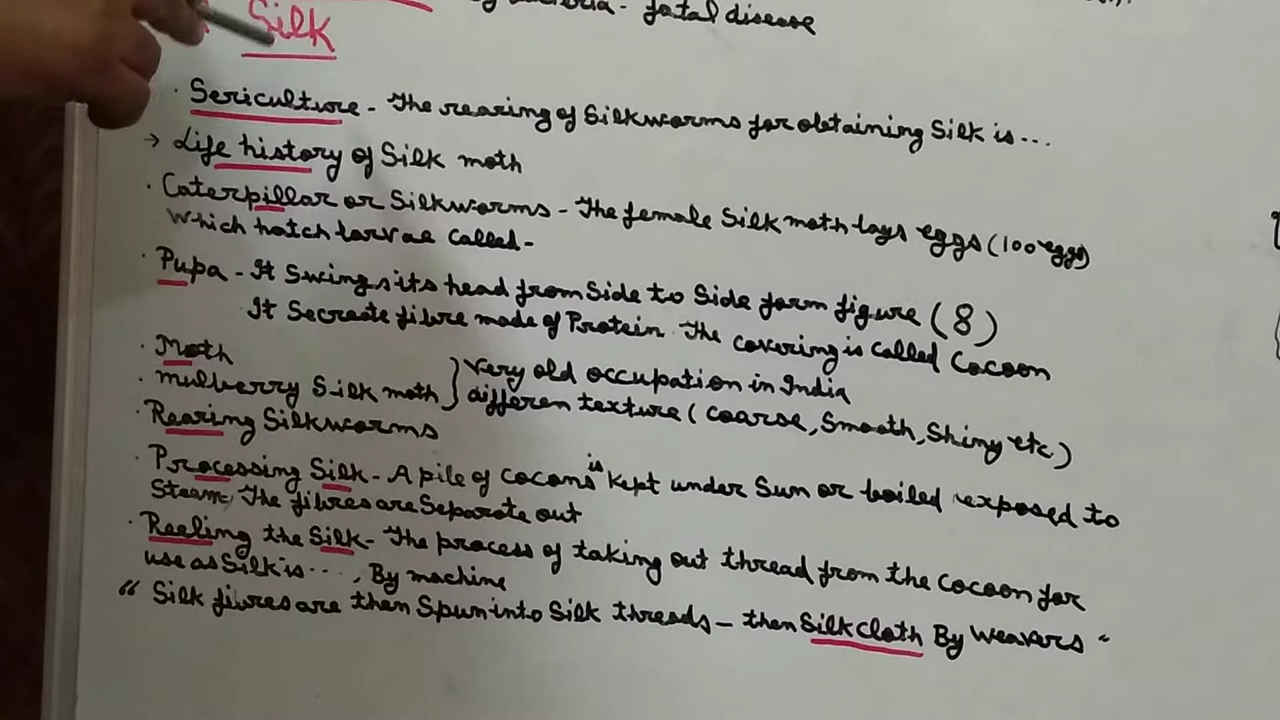 - fatal disease
Silk
· Sericulture - The rearing of Silkworms for obtaining Silk is...
→ Life history of Silk moth
· Caterpillar or Silkworms - The female Silk moth lays eggs (100 eggs)
which hatch larvae called-
· Pupa - It Swings its head from Side to Side form figure (8)
It Secreate fibre made of Protein. The covering is called Cocoon
· Moth
· mulberry Silk moth } Very old occupation in India
differen texture (Coarse, Smooth, Shiny etc)
· Rearing Silkworms
· Processing Silk - A pile of cocons is kept under Sun or boiled exposed to
Steam, The fibres are Separate out
· Reeling the Silk - The process of taking out thread from the Cocoon for
use as Silk is ...., By machine
“ Silk fibres are then Spun into Silk threads - then Silk Cloth By Weavers “